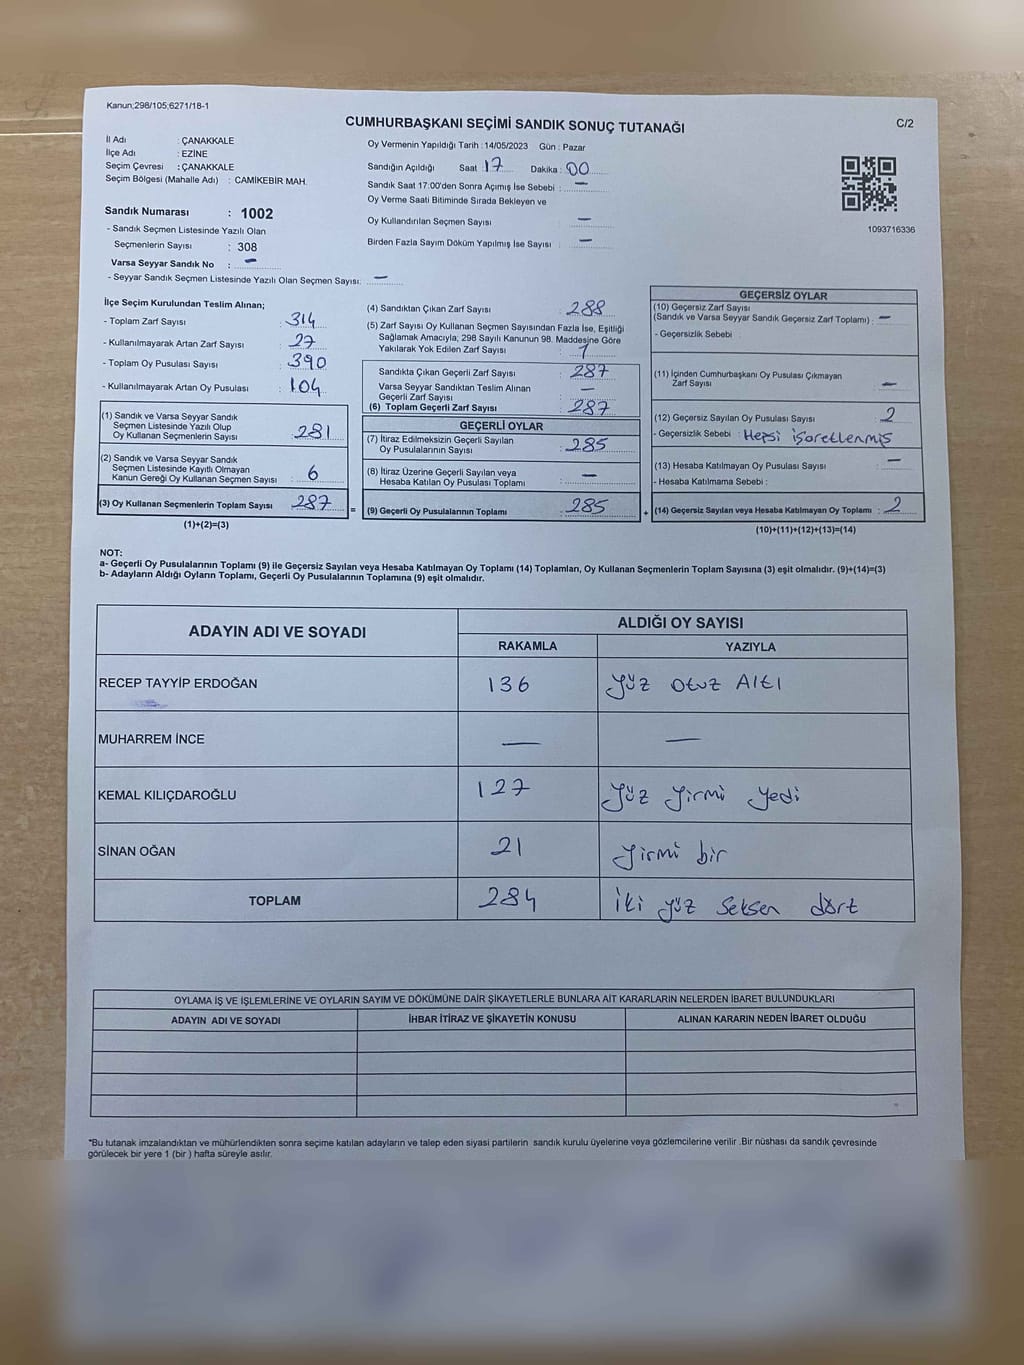 Kanun;298/105;6271/18-1
C/2
CUMHURBAŞKANI SEÇİMİ SANDIK SONUÇ TUTANAĞI
İl Adı : ÇANAKKALE
İlçe Adı : EZİNE
Seçim Çevresi : ÇANAKKALE
Seçim Bölgesi (Mahalle Adı) : CAMİKEBİR MAH.
Sandık Numarası : 1002
- Sandık Seçmen Listesinde Yazılı Olan
Seçmenlerin Sayısı : 308
Varsa Seyyar Sandık No : —
- Seyyar Sandık Seçmen Listesinde Yazılı Olan Seçmen Sayısı: —
Oy Vermenin Yapıldığı Tarih : 14/05/2023 Gün : Pazar
Sandığın Açıldığı Saat 17 Dakika : 00
Sandık Saat 17:00'den Sonra Açımış İse Sebebi : —
Oy Verme Saati Bitiminde Sırada Bekleyen ve
Oy Kullandırılan Seçmen Sayısı : —
Birden Fazla Sayım Döküm Yapılmış İse Sayısı : —
1093716336
İlçe Seçim Kurulundan Teslim Alınan;
- Toplam Zarf Sayısı : 314
- Kullanılmayarak Artan Zarf Sayısı : 27
- Toplam Oy Pusulası Sayısı : 390
- Kullanılmayarak Artan Oy Pusulası : 104
(1) Sandık ve Varsa Seyyar Sandık
Seçmen Listesinde Yazılı Olup
Oy Kullanan Seçmenlerin Sayısı : 281
(2) Sandık ve Varsa Seyyar Sandık
Seçmen Listesinde Kayıtlı Olmayan
Kanun Gereği Oy Kullanan Seçmen Sayısı : 6
(3) Oy Kullanan Seçmenlerin Toplam Sayısı : 287
(1)+(2)=(3)
(4) Sandıktan Çıkan Zarf Sayısı : 288
(5) Zarf Sayısı Oy Kullanan Seçmen Sayısından Fazla İse, Eşitliği
Sağlamak Amacıyla; 298 Sayılı Kanunun 98. Maddesine Göre
Yakılarak Yok Edilen Zarf Sayısı : 1
Sandıkta Çıkan Geçerli Zarf Sayısı : 287
Varsa Seyyar Sandıktan Teslim Alınan
Geçerli Zarf Sayısı : —
(6) Toplam Geçerli Zarf Sayısı : 287
GEÇERLİ OYLAR
(7) İtiraz Edilmeksizin Geçerli Sayılan
Oy Pusulasının Sayısı : 285
(8) İtiraz Üzerine Geçerli Sayılan veya
Hesaba Katılan Oy Pusulası Toplamı : —
= (9) Geçerli Oy Pusulalarının Toplamı : 285 +
GEÇERSİZ OYLAR
(10) Geçersiz Zarf Sayısı
(Sandık ve Varsa Seyyar Sandık Geçersiz Zarf Toplamı) : —
- Geçersizlik Sebebi :
(11) İçinden Cumhurbaşkanı Oy Pusulası Çıkmayan
Zarf Sayısı : —
(12) Geçersiz Sayılan Oy Pusulası Sayısı : 2
- Geçersizlik Sebebi : Hepsi işaretlenmiş
(13) Hesaba Katılmayan Oy Pusulası Sayısı : —
- Hesaba Katılmama Sebebi :
(14) Geçersiz Sayılan veya Hesaba Katılmayan Oy Toplamı : 2
(10)+(11)+(12)+(13)=(14)
NOT:
a- Geçerli Oy Pusulalarının Toplamı (9) ile Geçersiz Sayılan veya Hesaba Katılmayan Oy Toplamı (14) Toplamları, Oy Kullanan Seçmenlerin Toplam Sayısına (3) eşit olmalıdır. (9)+(14)=(3)
b- Adayların Aldığı Oyların Toplamı, Geçerli Oy Pusulalarının Toplamına (9) eşit olmalıdır.
ADAYIN ADI VE SOYADI
ALDIĞI OY SAYISI
RAKAMLA YAZIYLA
RECEP TAYYİP ERDOĞAN 136 yüz otuz Altı
MUHARREM İNCE — —
KEMAL KILIÇDAROĞLU 127 yüz yirmi yedi
SİNAN OĞAN 21 yirmi bir
TOPLAM 284 iki yüz seksen dört
OYLAMA İŞ VE İŞLEMLERİNE VE OYLARIN SAYIM VE DÖKÜMÜNE DAİR ŞİKAYETLERLE BUNLARA AİT KARARLARIN NELERDEN İBARET BULUNDUKLARI
ADAYIN ADI VE SOYADI İHBAR İTİRAZ VE ŞİKAYETİN KONUSU ALINAN KARARIN NEDEN İBARET OLDUĞU
*Bu tutanak imzalandıktan ve mühürlendikten sonra seçime katılan adayların ve talep eden siyasi partilerin sandık kurulu üyelerine veya gözlemcilerine verilir .Bir nüshası da sandık çevresinde
görülecek bir yere 1 (bir ) hafta süreyle asılır.